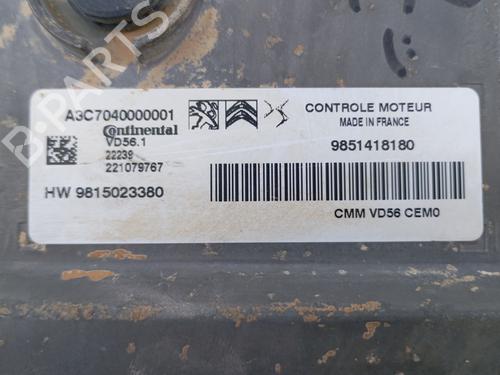 A3C7040000001
Continental
VD56.1
22239
221079767
HW 9815023380
CONTROLE MOTEUR
MADE IN FRANCE
9851418180
CMM VD56 CEM0
B-PARTS